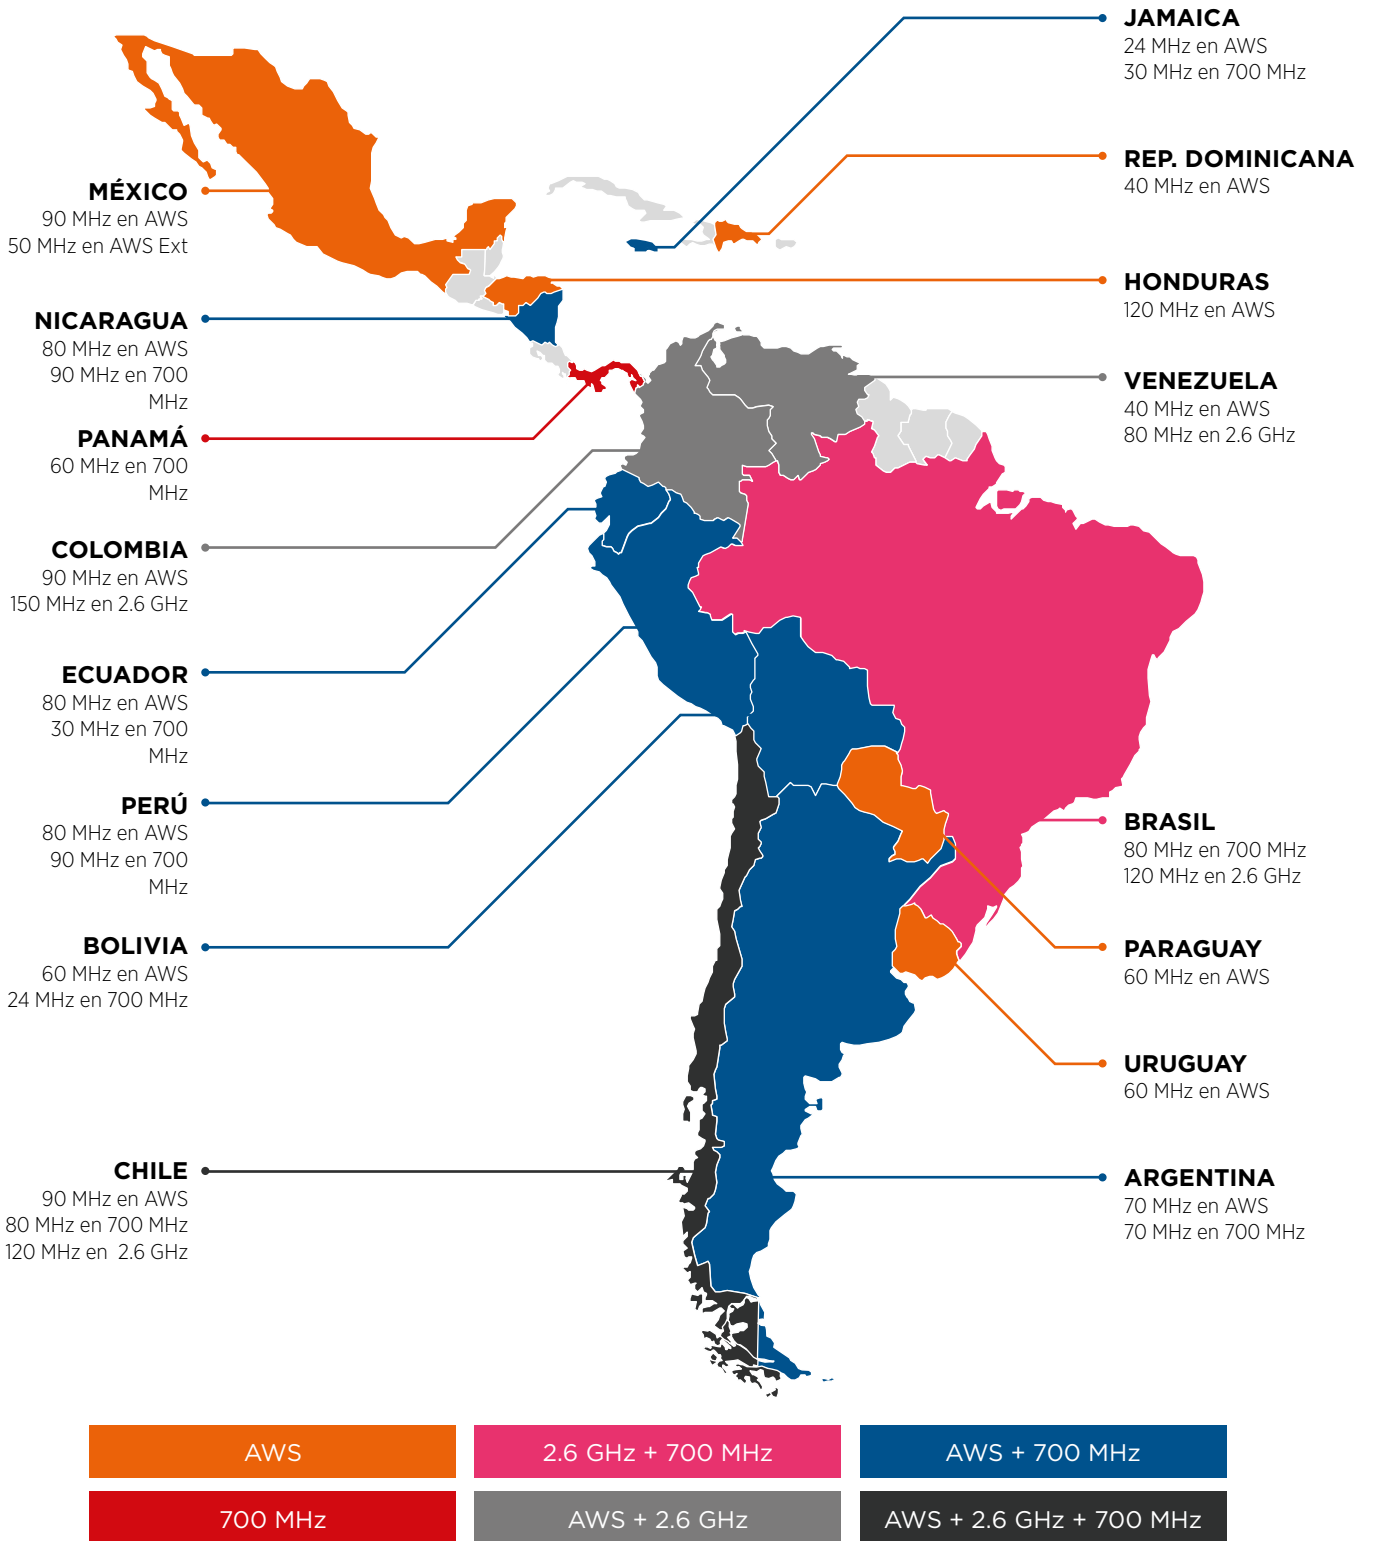 JAMAICA
24 MHz en AWS
30 MHz en 700 MHz
REP. DOMINICANA
40 MHz en AWS
MÉXICO
90 MHz en AWS
50 MHz en AWS Ext
HONDURAS
120 MHz en AWS
NICARAGUA
80 MHz en AWS
90 MHz en 700
MHz
VENEZUELA
40 MHz en AWS
80 MHz en 2.6 GHz
PANAMÁ
60 MHz en 700
MHz
COLOMBIA
90 MHz en AWS
150 MHz en 2.6 GHz
ECUADOR
80 MHz en AWS
30 MHz en 700
MHz
PERÚ
80 MHz en AWS
90 MHz en 700
MHz
BRASIL
80 MHz en 700 MHz
120 MHz en 2.6 GHz
BOLIVIA
60 MHz en AWS
24 MHz en 700 MHz
PARAGUAY
60 MHz en AWS
URUGUAY
60 MHz en AWS
CHILE
90 MHz en AWS
80 MHz en 700 MHz
120 MHz en 2.6 GHz
ARGENTINA
70 MHz en AWS
70 MHz en 700 MHz
AWS
2.6 GHz + 700 MHz
AWS + 700 MHz
700 MHz
AWS + 2.6 GHz
AWS + 2.6 GHz + 700 MHz